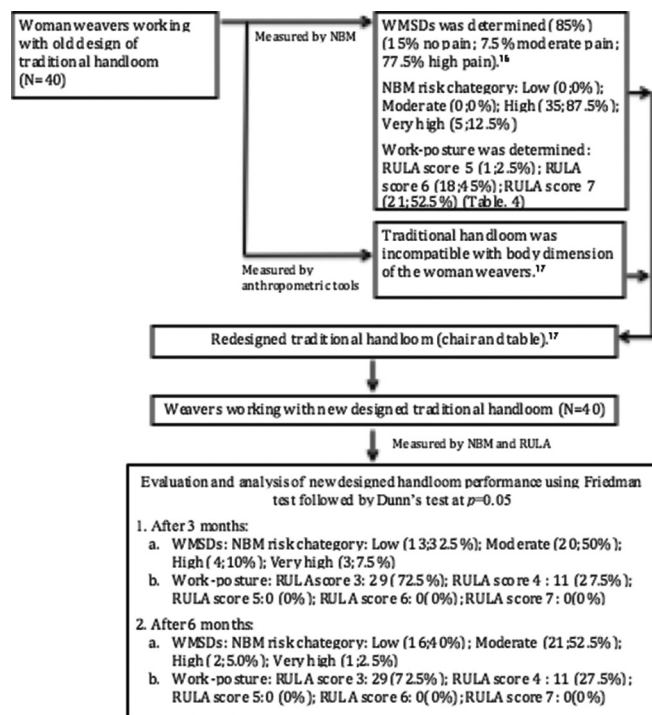 Woman weavers working
with old design of
traditional handloom
(N=40)
Measured by NBM
WMSDs was determined (85%)
(15% no pain; 7.5% moderate pain;
77.5% high pain).16
NBM risk chategory: Low (0;0%);
Moderate (0;0%); High (35;87.5%);
Very high (5;12.5%)
Work-posture was determined:
RULA score 5 (1;2.5%); RULA
score 6 (18;45%); RULA score 7
(21;52.5%) (Table. 4)
Measured by
anthropometric tools
Traditional handloom was
incompatible with body dimension
of the woman weavers.17
Redesigned traditional handloom (chair and table).17
Weavers working with new designed traditional handloom (N=40)
Measured by NBM and RULA
Evaluation and analysis of new designed handloom performance using Friedman
test followed by Dunn's test at p=0.05
1. After 3 months:
a. WMSDs: NBM risk chategory: Low (13;32.5%); Moderate (20;50%);
High (4;10%); Very high (3;7.5%)
b. Work-posture: RULA score 3: 29 (72.5%); RULA score 4 : 11 (27.5%);
RULA score 5:0 (0%); RULA score 6: 0(0%); RULA score 7 : 0(0%)
2. After 6 months:
a. WMSDs: NBM risk chategory: Low (16;40%); Moderate (21;52.5%);
High (2;5.0%); Very high (1;2.5%)
b. Work-posture: RULA score 3: 29 (72.5%); RULA score 4 : 11 (27.5%);
RULA score 5:0 (0%); RULA score 6: 0(0%); RULA score 7 : 0(0%)